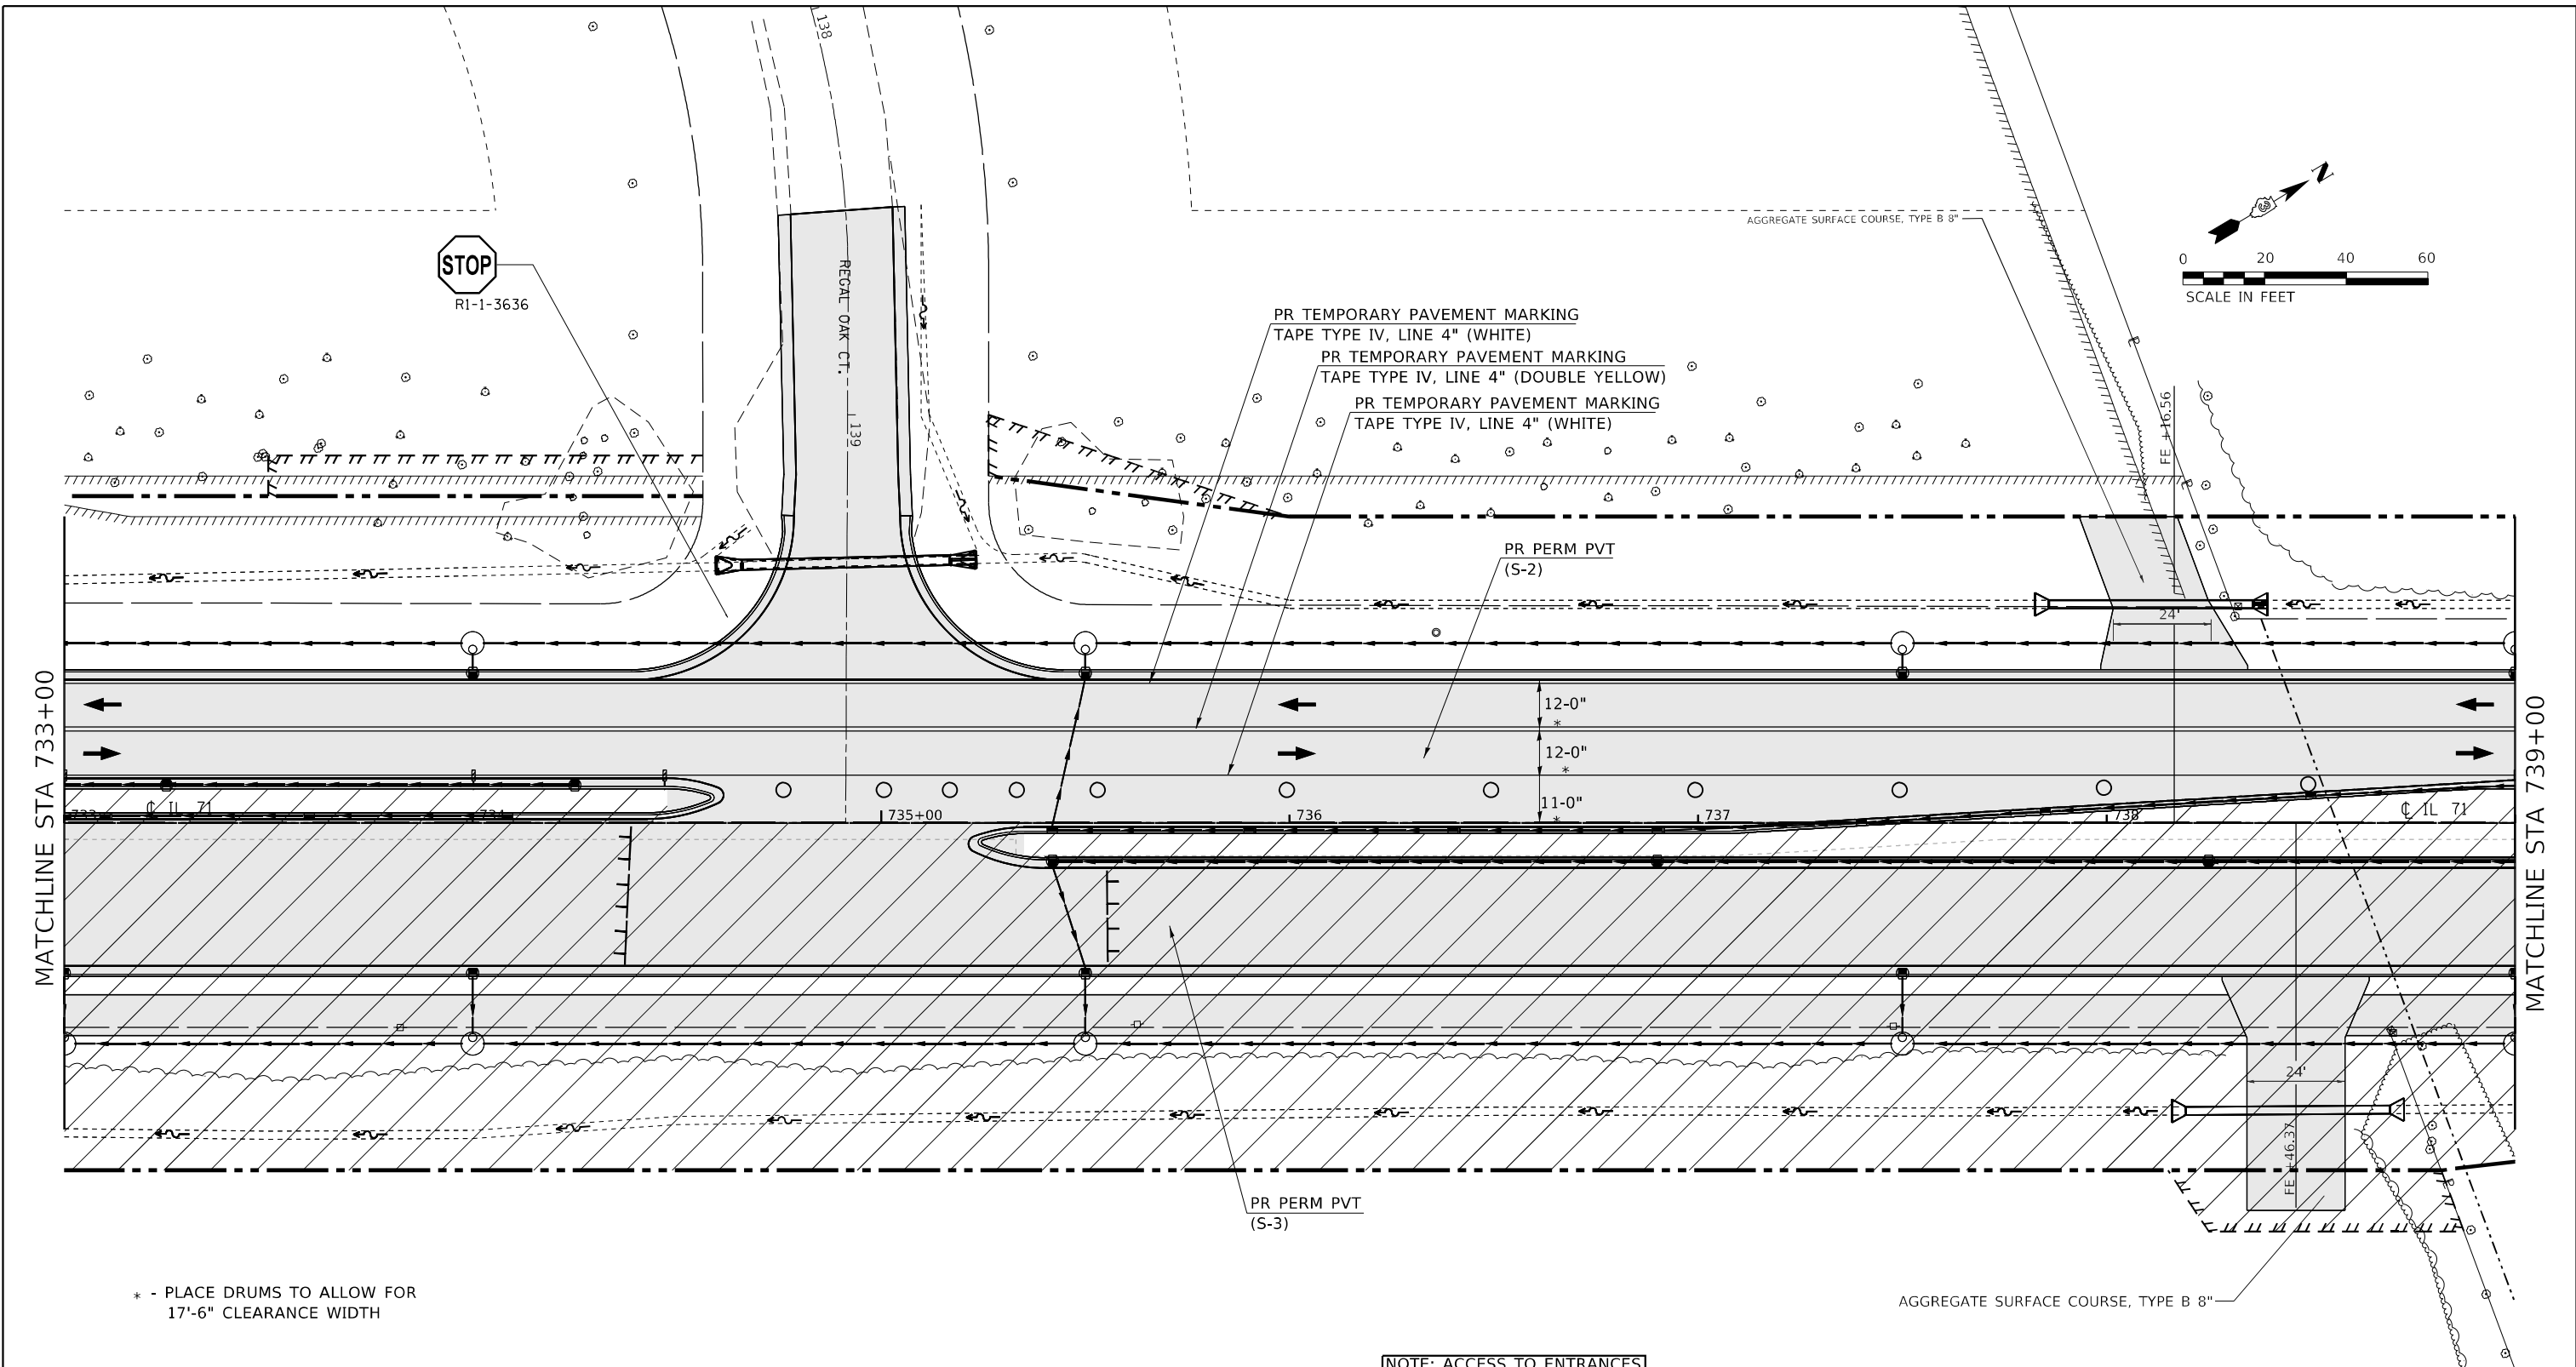 138
N
AGGREGATE SURFACE COURSE, TYPE B 8"
STOP
R1-1-3636
0 20 40 60
SCALE IN FEET
REGAL OAK CT.
139
PR TEMPORARY PAVEMENT MARKING
TAPE TYPE IV, LINE 4" (WHITE)
PR TEMPORARY PAVEMENT MARKING
TAPE TYPE IV, LINE 4" (DOUBLE YELLOW)
PR TEMPORARY PAVEMENT MARKING
TAPE TYPE IV, LINE 4" (WHITE)
FE +16.56
P
P
PR PERM PVT
(S-2)
24'
MATCHLINE STA 733+00
MATCHLINE STA 739+00
12-0"
*
12-0"
*
11-0"
*
℄ IL 71
℄ IL 71
733 734 735+00 736 737 738
24'
FE +46.37
P
PR PERM PVT
(S-3)
* - PLACE DRUMS TO ALLOW FOR
17'-6" CLEARANCE WIDTH
AGGREGATE SURFACE COURSE, TYPE B 8"
NOTE: ACCESS TO ENTRANCES